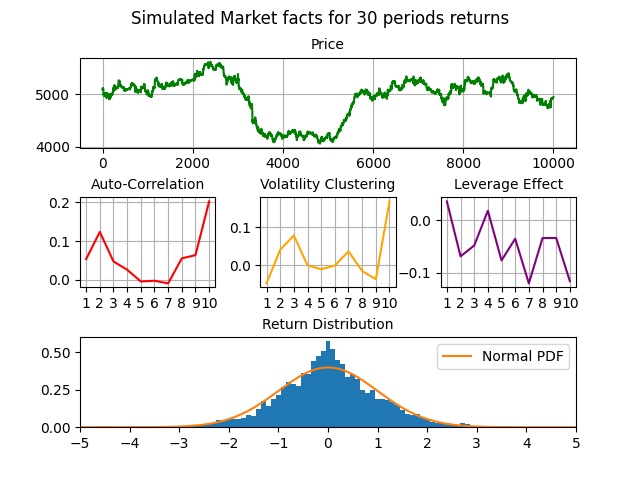 Simulated Market facts for 30 periods returns
Price
5000
4000
0 2000 4000 6000 8000 10000
Auto-Correlation Volatility Clustering Leverage Effect
0.2
0.1
0.0
1 2 3 4 5 6 7 8 9 10
0.1
0.0
1 2 3 4 5 6 7 8 9 10
0.0
−0.1
1 2 3 4 5 6 7 8 9 10
Return Distribution
0.50
0.25
0.00
Normal PDF
−5 −4 −3 −2 −1 0 1 2 3 4 5